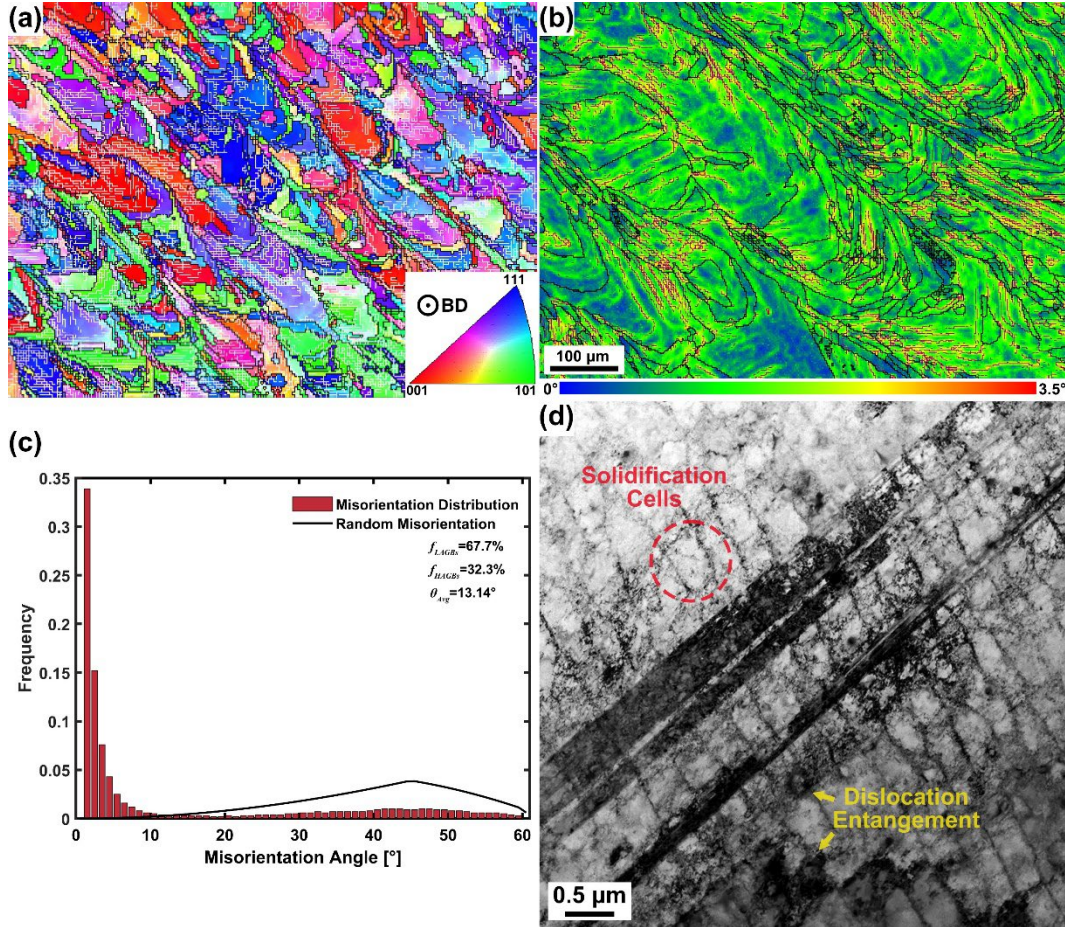 (a)
BD
111
001
101
(b)
100 µm
0°
3.5°
(c)
0.35
0.3
0.25
0.2
0.15
0.1
0.05
0
Frequency
Misorientation Distribution
Random Misorientation
f_LAGBs=67.7%
f_HAGBs=32.3%
θ_Avg=13.14°
0
10
20
30
40
50
60
Misorientation Angle [°]
(d)
Solidification
Cells
Dislocation
Entangement
0.5 µm